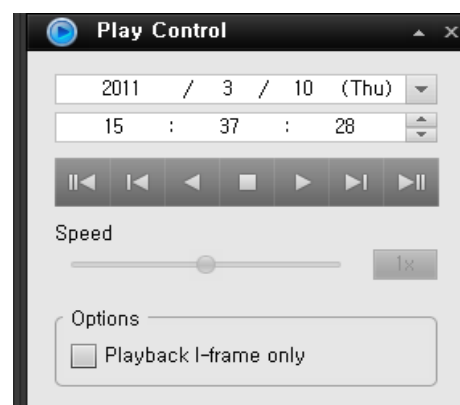 Play Control
2011 / 3 / 10 (Thu)
15 : 37 : 28
Speed
1x
Options
Playback I-frame only